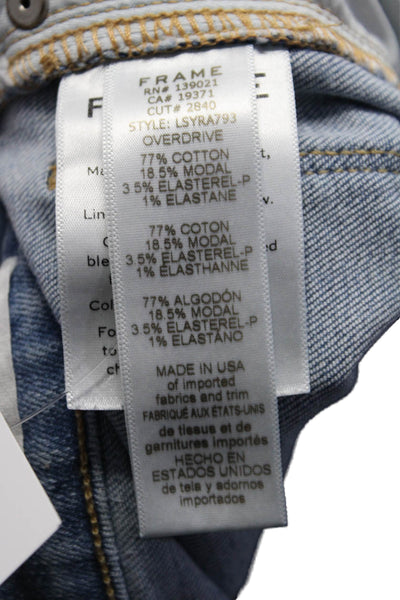 FRAME
RN# 139021
CA# 19371
CUT# 2840
STYLE: LSYRA793
OVERDRIVE
77% COTTON
18.5% MODAL
3.5% ELASTEREL-P
1% ELASTANE
77% COTON
18.5% MODAL
3.5% ELASTEREL-P
1% ÉLASTHANNE
77% ALGODÓN
18.5% MODAL
3.5% ELASTEREL-P
1% ELASTANO
MADE IN USA
of imported
fabrics and trim
FABRIQUÉ AUX ÉTATS-UNIS
de tissus et de
garnitures importés
HECHO EN
ESTADOS UNIDOS
de tela y adornos
importados